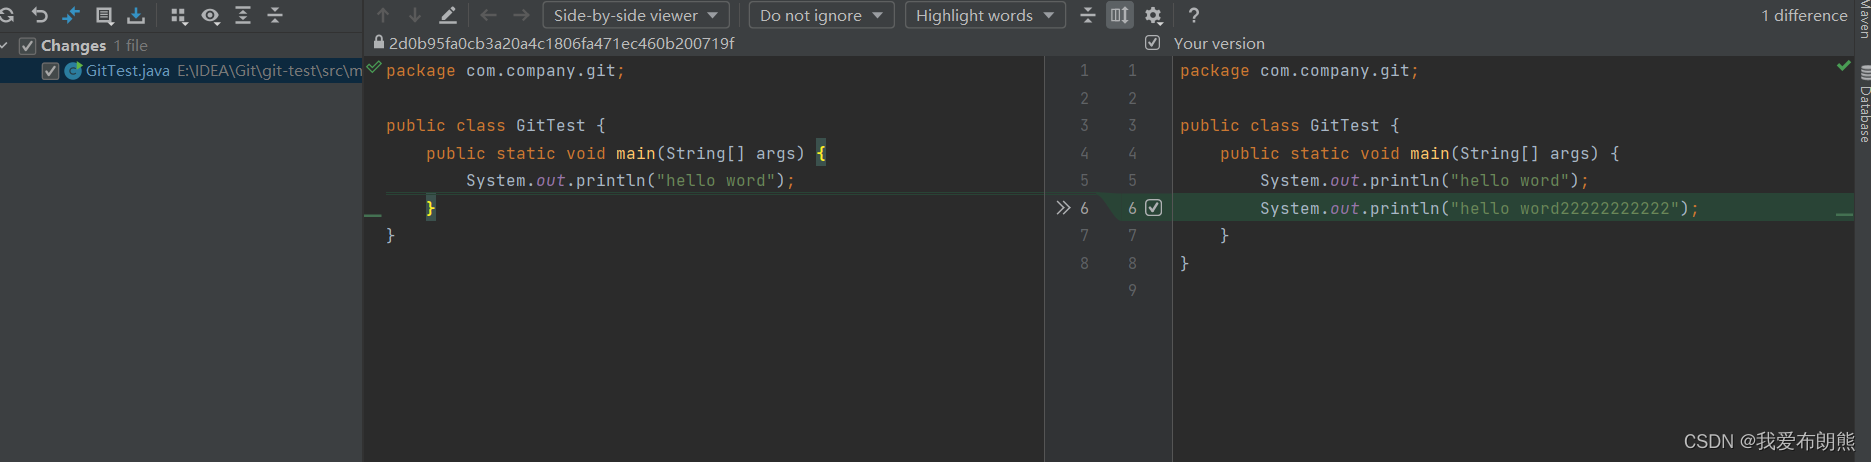 Side-by-side viewer Do not ignore Highlight words ? 1 difference
Changes 1 file
2d0b95fa0cb3a20a4c1806fa471ec460b200719f Your version
GitTest.java E:\IDEA\Git\git-test\src\m
package com.company.git; 1 1 package com.company.git;
2 2
public class GitTest { 3 3 public class GitTest {
public static void main(String[] args) { 4 4 public static void main(String[] args) {
System.out.println("hello word"); 5 5 System.out.println("hello word");
} 6 6 System.out.println("hello word22222222222");
} 7 7 }
8 8 }
9
Maven
Database
CSDN @我爱布朗熊